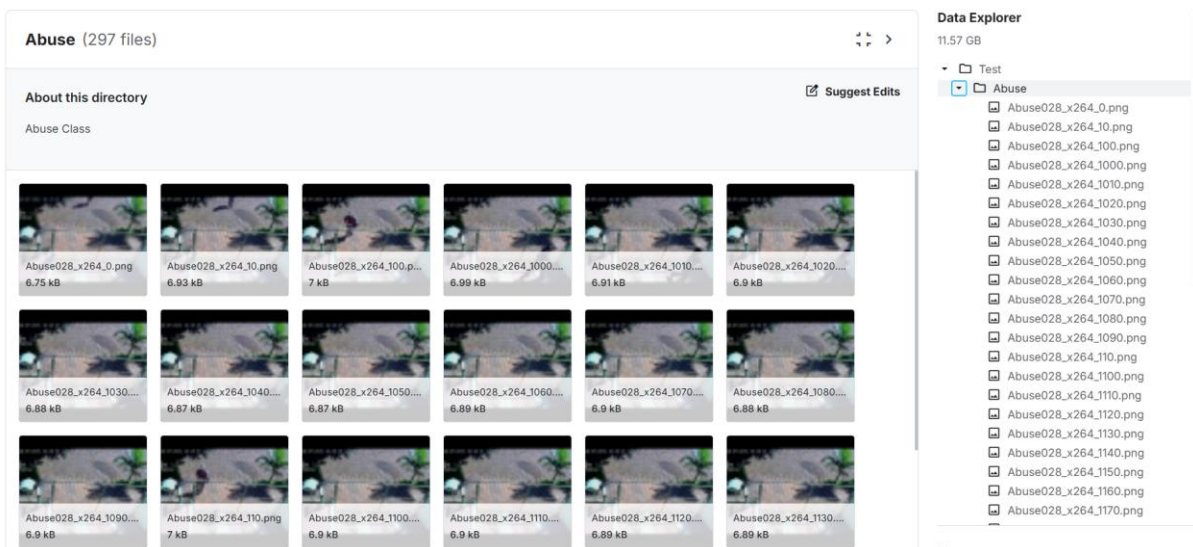 Abuse (297 files)
About this directory
Suggest Edits
Abuse Class
Abuse028_x264_0.png
6.75 kB
Abuse028_x264_10.png
6.93 kB
Abuse028_x264_100.p...
7 kB
Abuse028_x264_1000....
6.99 kB
Abuse028_x264_1010....
6.91 kB
Abuse028_x264_1020....
6.9 kB
Abuse028_x264_1030....
6.88 kB
Abuse028_x264_1040....
6.87 kB
Abuse028_x264_1050....
6.87 kB
Abuse028_x264_1060....
6.89 kB
Abuse028_x264_1070....
6.9 kB
Abuse028_x264_1080....
6.88 kB
Abuse028_x264_1090....
6.9 kB
Abuse028_x264_110.png
7 kB
Abuse028_x264_1100....
6.9 kB
Abuse028_x264_1110....
6.9 kB
Abuse028_x264_1120....
6.89 kB
Abuse028_x264_1130....
6.89 kB
Data Explorer
11.57 GB
Test
Abuse
Abuse028_x264_0.png
Abuse028_x264_10.png
Abuse028_x264_100.png
Abuse028_x264_1000.png
Abuse028_x264_1010.png
Abuse028_x264_1020.png
Abuse028_x264_1030.png
Abuse028_x264_1040.png
Abuse028_x264_1050.png
Abuse028_x264_1060.png
Abuse028_x264_1070.png
Abuse028_x264_1080.png
Abuse028_x264_1090.png
Abuse028_x264_110.png
Abuse028_x264_1100.png
Abuse028_x264_1110.png
Abuse028_x264_1120.png
Abuse028_x264_1130.png
Abuse028_x264_1140.png
Abuse028_x264_1150.png
Abuse028_x264_1160.png
Abuse028_x264_1170.png